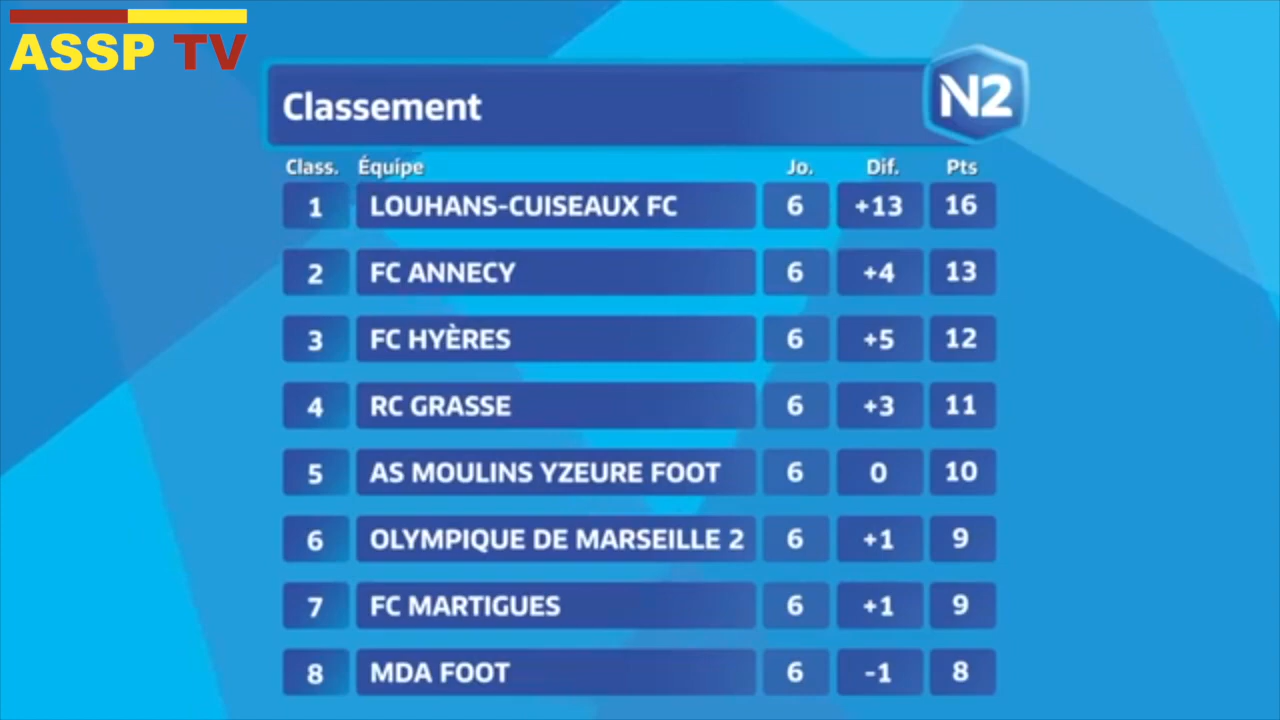 ASSP TV
Classement N2
Class. Équipe Jo. Dif. Pts
1 LOUHANS-CUISEAUX FC 6 +13 16
2 FC ANNECY 6 +4 13
3 FC HYÈRES 6 +5 12
4 RC GRASSE 6 +3 11
5 AS MOULINS YZEURE FOOT 6 0 10
6 OLYMPIQUE DE MARSEILLE 2 6 +1 9
7 FC MARTIGUES 6 +1 9
8 MDA FOOT 6 -1 8